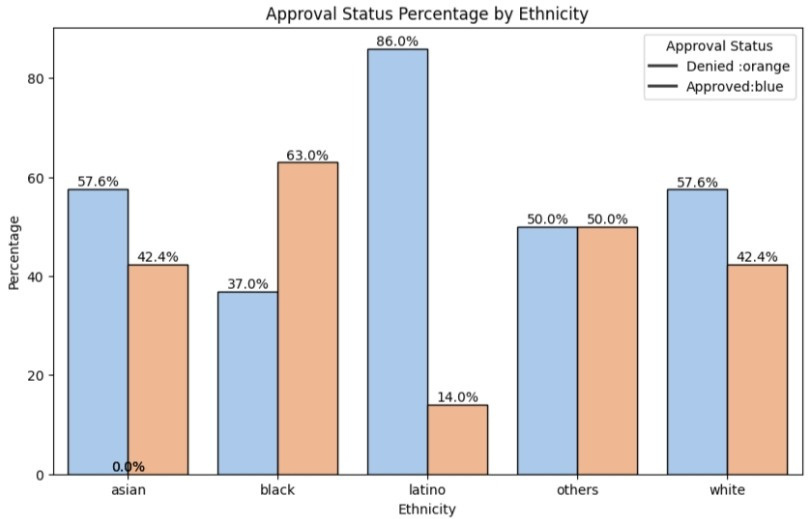 Approval Status Percentage by Ethnicity
86.0%
Approval Status
Denied :orange
Approved:blue
80
63.0%
60
57.6%
57.6%
50.0%
50.0%
Percentage
42.4%
42.4%
40
37.0%
20
14.0%
0.0%
0
asian
black
latino
others
white
Ethnicity